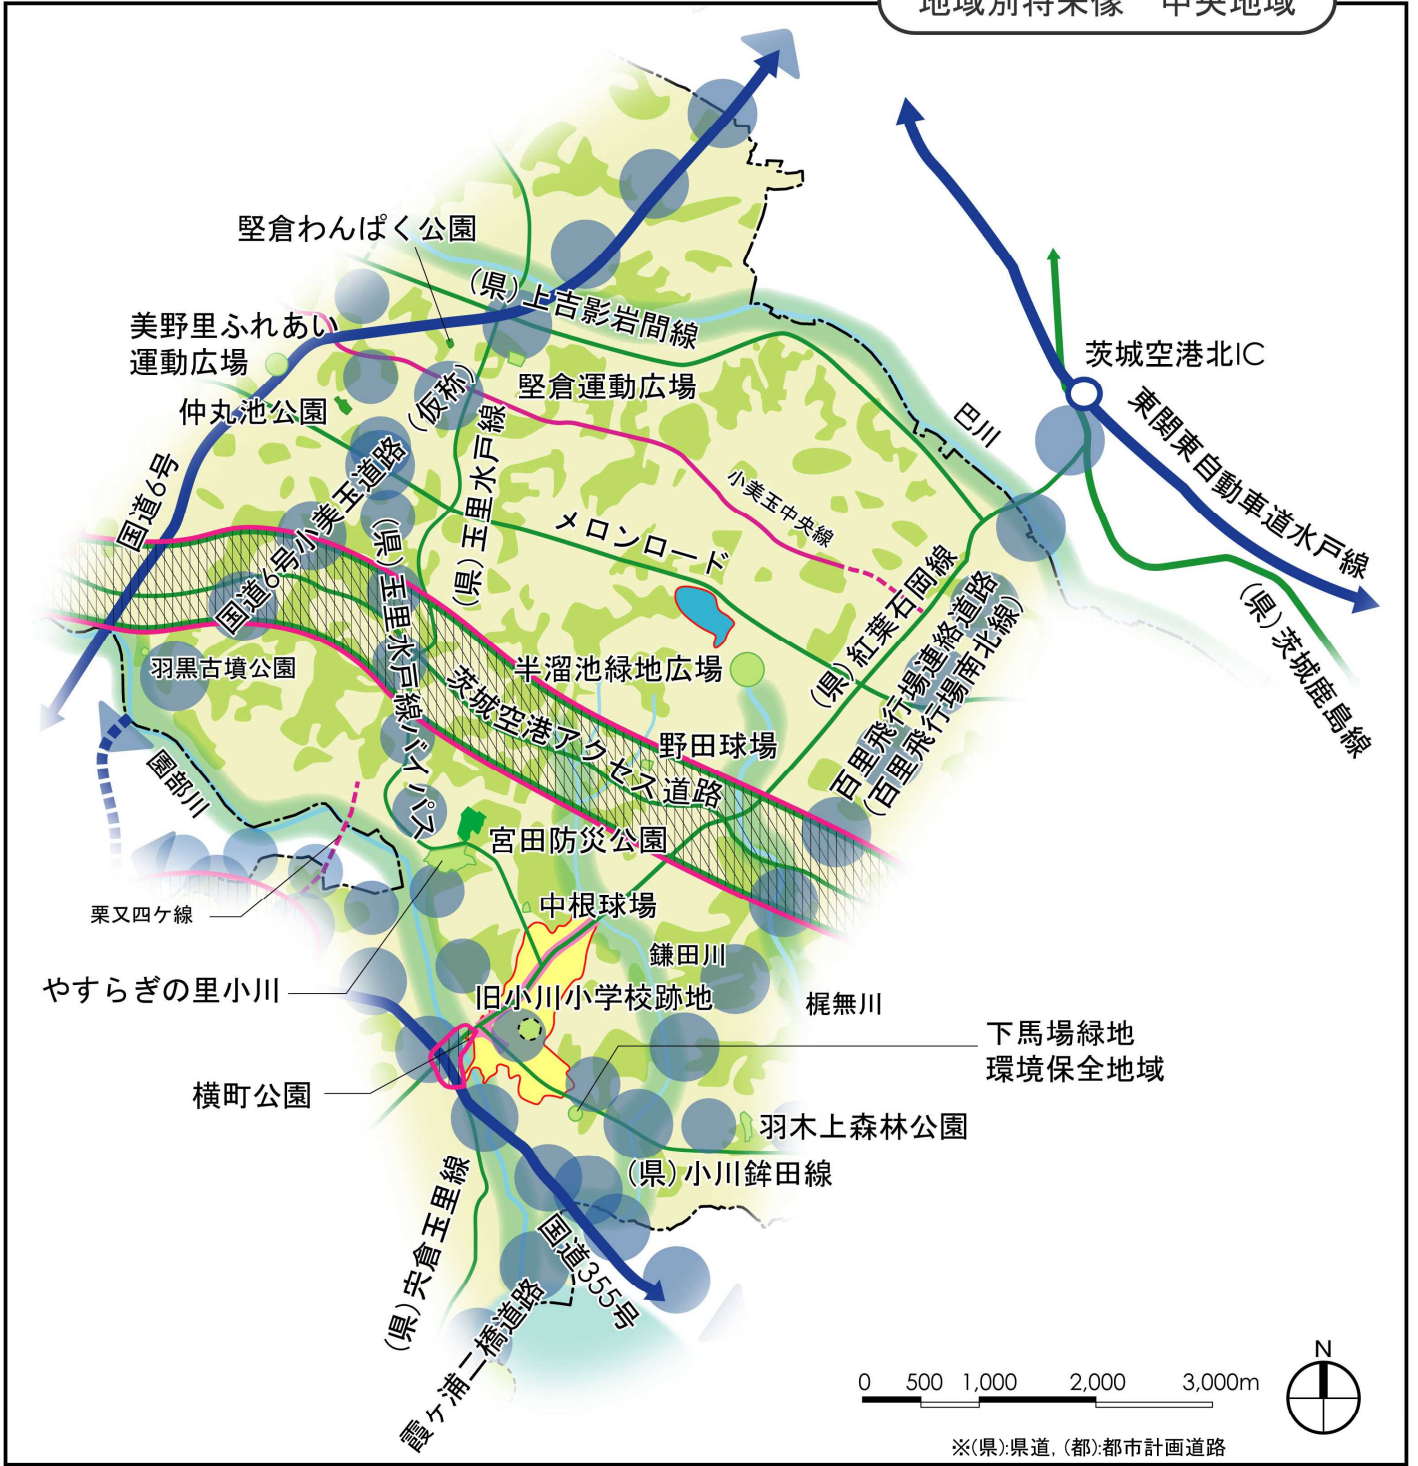 地域別将来像　中央地域
堅倉わんぱく公園
(県)上吉影岩間線
美野里ふれあい
運動広場
茨城空港北IC
堅倉運動広場
仲丸池公園
東関東自動車道水戸線
巴川
国道6号
国道6号小美玉道路(仮称)
(県)玉里水戸線
小美玉中央線
メロンロード
(県)玉里水戸線バイパス
(県)紅葉石岡線
百里飛行場連絡道路
(百里飛行場南北線)
(県)茨城鹿島線
羽黒古墳公園
半溜池緑地広場
茨城空港アクセス道路
野田球場
園部川
宮田防災公園
栗又四ケ線
中根球場
鎌田川
やすらぎの里小川
旧小川小学校跡地
梶無川
下馬場緑地
環境保全地域
横町公園
羽木上森林公園
(県)小川鉾田線
(県)宍倉玉里線
国道355号
霞ヶ浦二橋道路
N
0 500 1,000 2,000 3,000m
※(県):県道, (都):都市計画道路